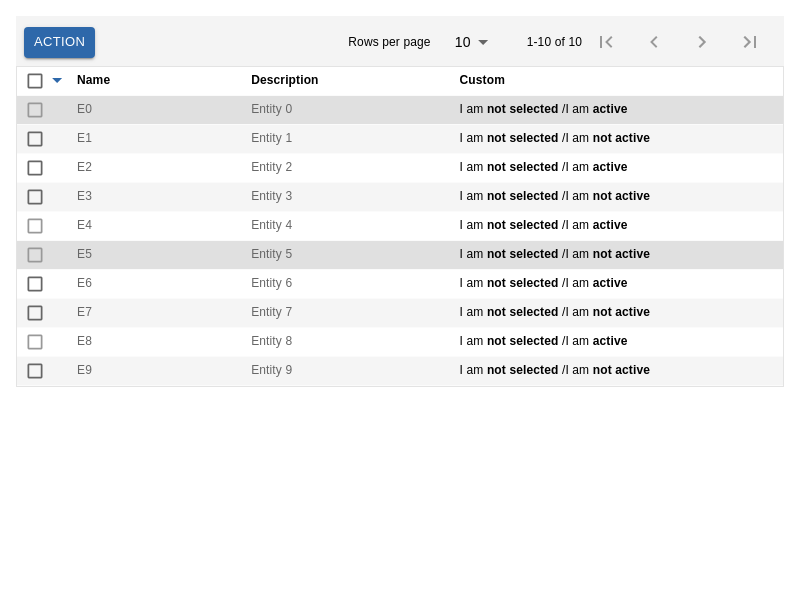 ACTION Rows per page 10 1-10 of 10
Name Description Custom
E0 Entity 0 I am not selected /I am active
E1 Entity 1 I am not selected /I am not active
E2 Entity 2 I am not selected /I am active
E3 Entity 3 I am not selected /I am not active
E4 Entity 4 I am not selected /I am active
E5 Entity 5 I am not selected /I am not active
E6 Entity 6 I am not selected /I am active
E7 Entity 7 I am not selected /I am not active
E8 Entity 8 I am not selected /I am active
E9 Entity 9 I am not selected /I am not active